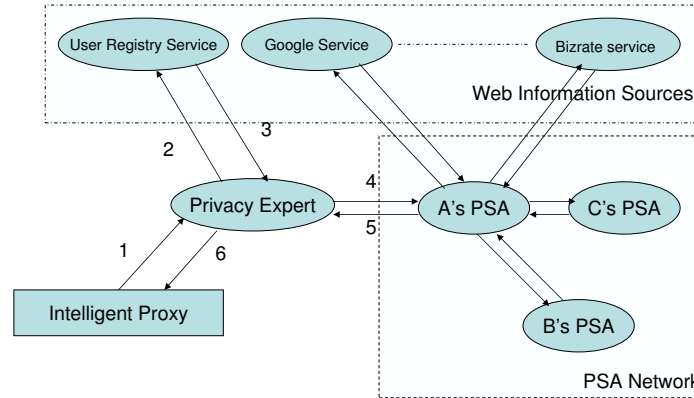 User Registry Service
Google Service
Bizrate service
Web Information Sources
2
3
4
Privacy Expert
A's PSA
C's PSA
5
1
6
Intelligent Proxy
B's PSA
PSA Network